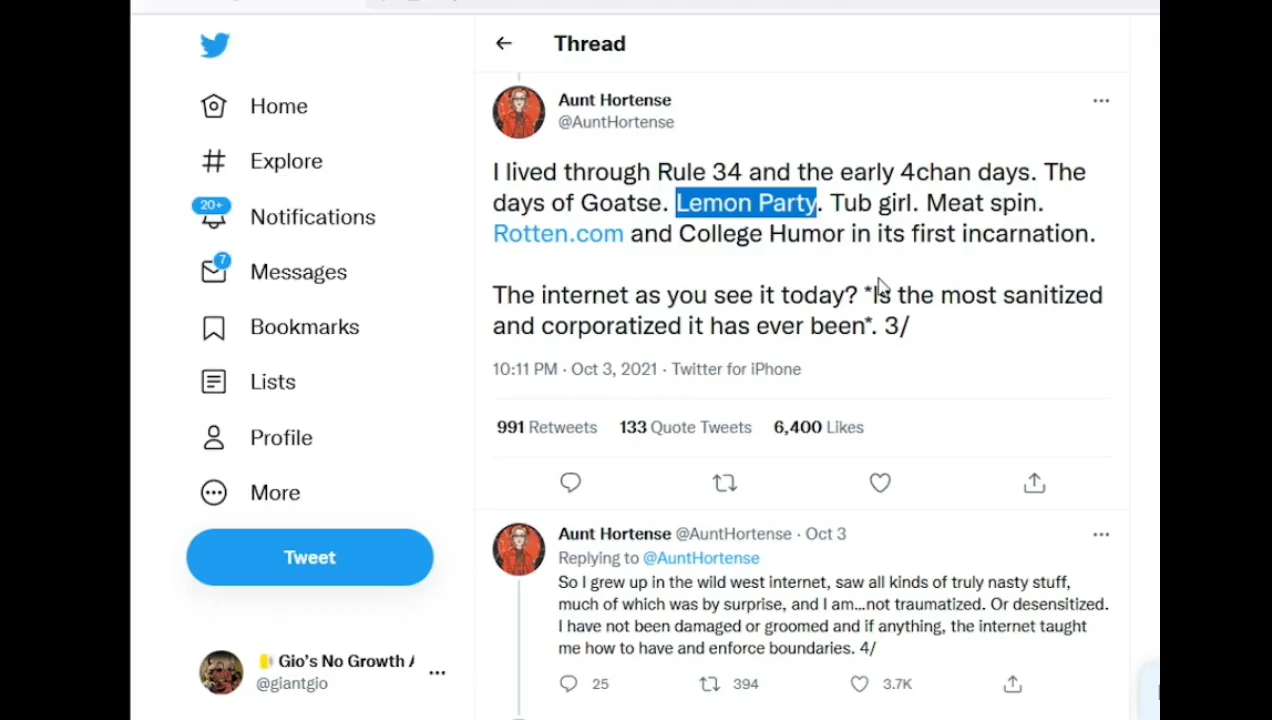 Thread
Home
Explore
20+
Notifications
7
Messages
Bookmarks
Lists
Profile
More
Tweet
Gio's No Growth
@giantgio
Aunt Hortense
@AuntHortense
I lived through Rule 34 and the early 4chan days. The
days of Goatse. Lemon Party. Tub girl. Meat spin.
Rotten.com and College Humor in its first incarnation.
The internet as you see it today? *Is the most sanitized
and corporatized it has ever been*. 3/
10:11 PM · Oct 3, 2021 · Twitter for iPhone
991 Retweets 133 Quote Tweets 6,400 Likes
Aunt Hortense @AuntHortense · Oct 3
Replying to @AuntHortense
So I grew up in the wild west internet, saw all kinds of truly nasty stuff,
much of which was by surprise, and I am...not traumatized. Or desensitized.
I have not been damaged or groomed and if anything, the internet taught
me how to have and enforce boundaries. 4/
25 394 3.7K